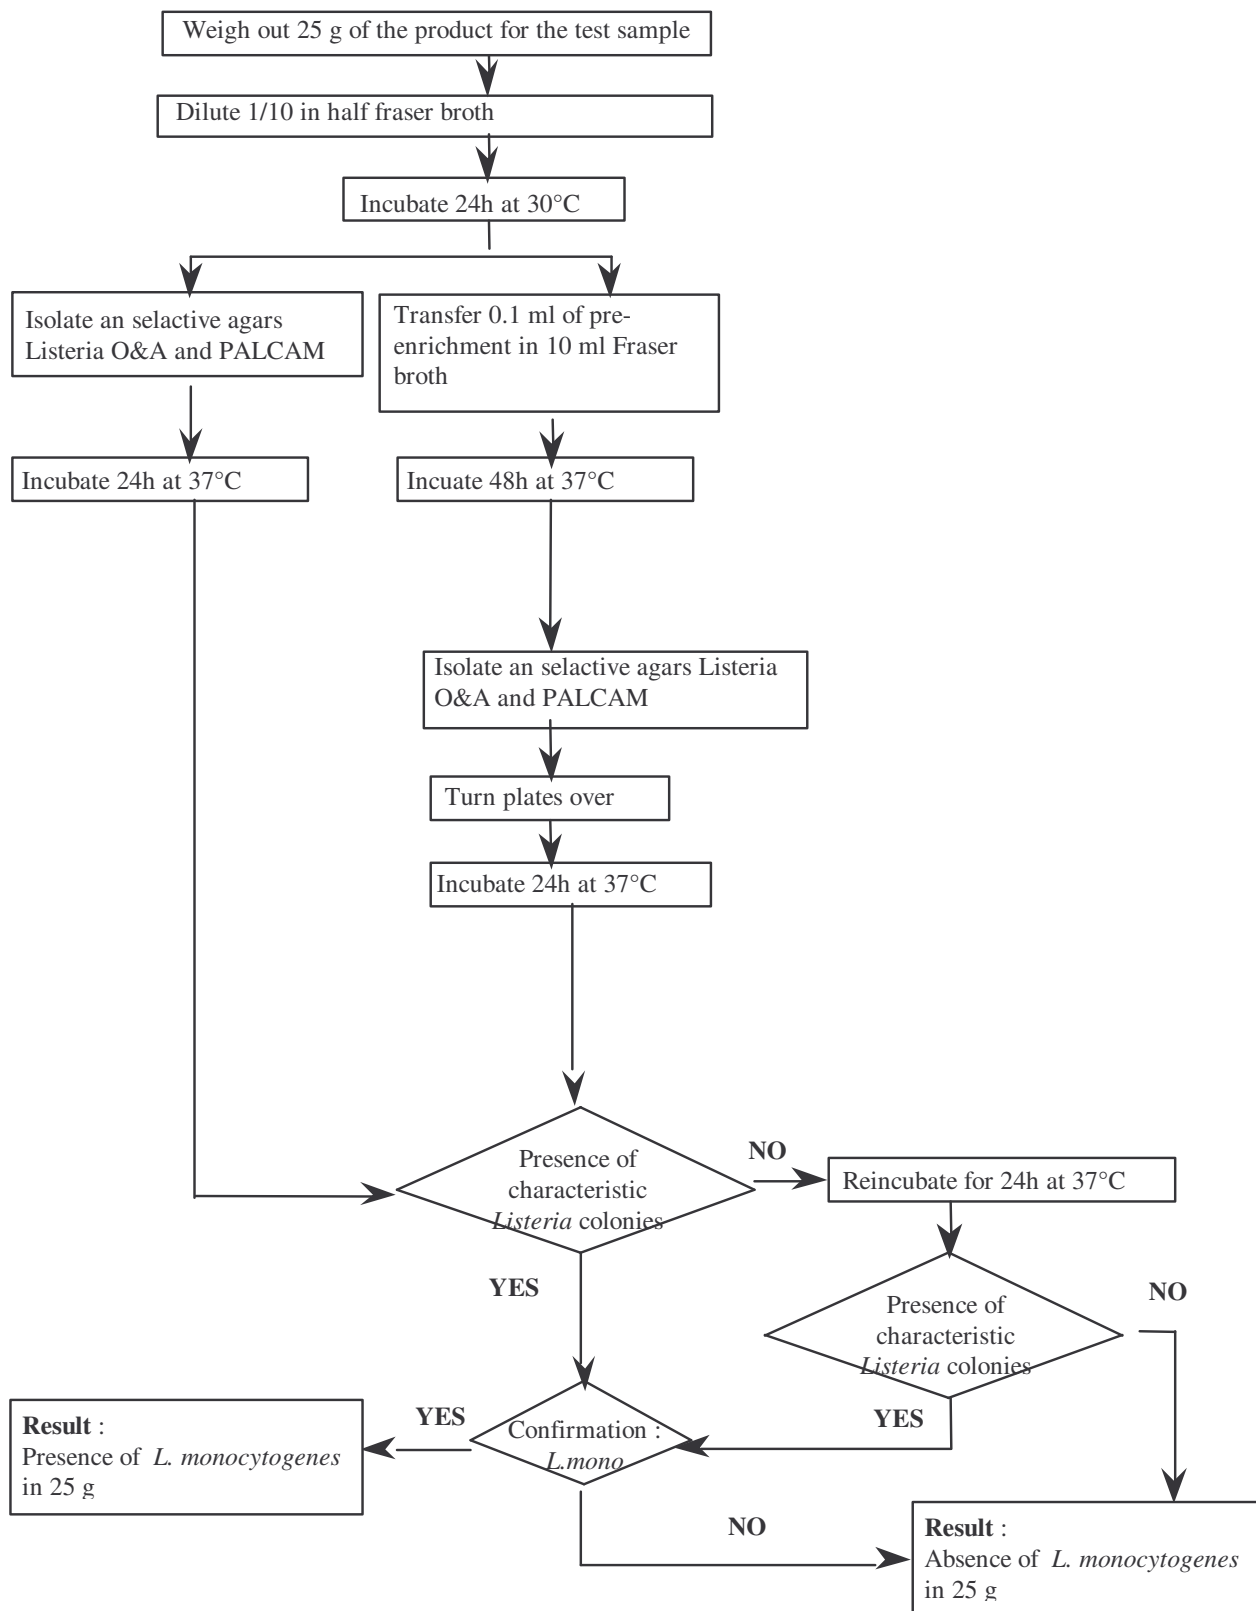 Weigh out 25 g of the product for the test sample
Dilute 1/10 in half fraser broth
Incubate 24h at 30°C
Isolate an selactive agars
Listeria O&A and PALCAM
Transfer 0.1 ml of pre-
enrichment in 10 ml Fraser
broth
Incubate 24h at 37°C
Incuate 48h at 37°C
Isolate an selactive agars Listeria
O&A and PALCAM
Turn plates over
Incubate 24h at 37°C
Presence of
characteristic
Listeria colonies
NO
Reincubate for 24h at 37°C
YES
Presence of
characteristic
Listeria colonies
NO
YES
Confirmation :
L.mono
YES
Result :
Presence of L. monocytogenes
in 25 g
NO
Result :
Absence of L. monocytogenes
in 25 g